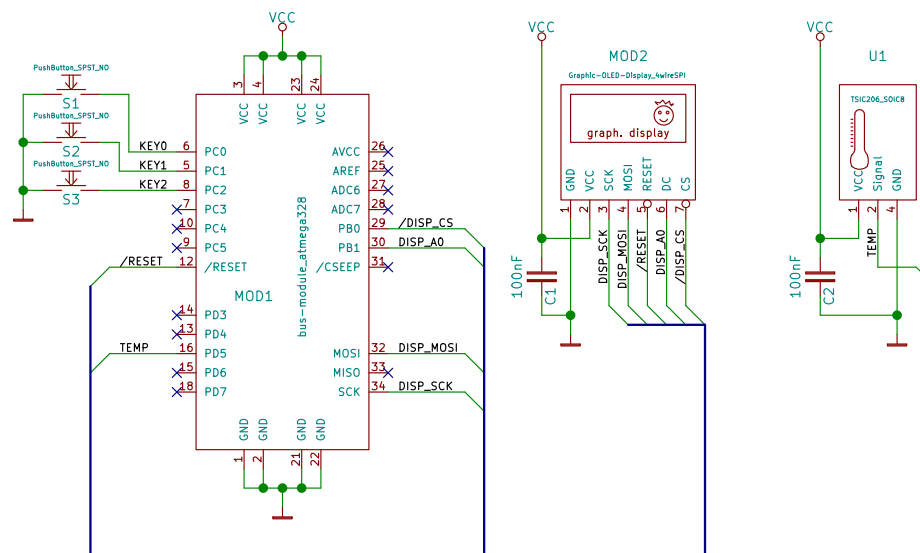 VCC
3
4
23
24
VCC
VCC
VCC
VCC
PushButton_SPST_NO
S1
PushButton_SPST_NO
S2
PushButton_SPST_NO
S3
KEY0
6
PC0
KEY1
5
PC1
KEY2
8
PC2
7
PC3
10
PC4
9
PC5
/RESET
12
/RESET
MOD1
bus-module_atmega328
14
PD3
13
PD4
TEMP
16
PD5
15
PD6
18
PD7
AVCC
26
AREF
25
ADC6
27
ADC7
28
PB0
29
/DISP_CS
PB1
30
DISP_A0
/CSEEP
31
MOSI
32
DISP_MOSI
MISO
33
SCK
34
DISP_SCK
GND
GND
GND
GND
1
2
21
22
VCC
MOD2
Graphic-OLED-Display_4wireSPI
graph. display
GND
VCC
SCK
MOSI
RESET
DC
CS
1
2
3
4
5
6
7
DISP_SCK
DISP_MOSI
/RESET
DISP_A0
/DISP_CS
100nF
C1
VCC
U1
TSIC206_SOIC8
VCC
Signal
GND
1
2
4
TEMP
100nF
C2